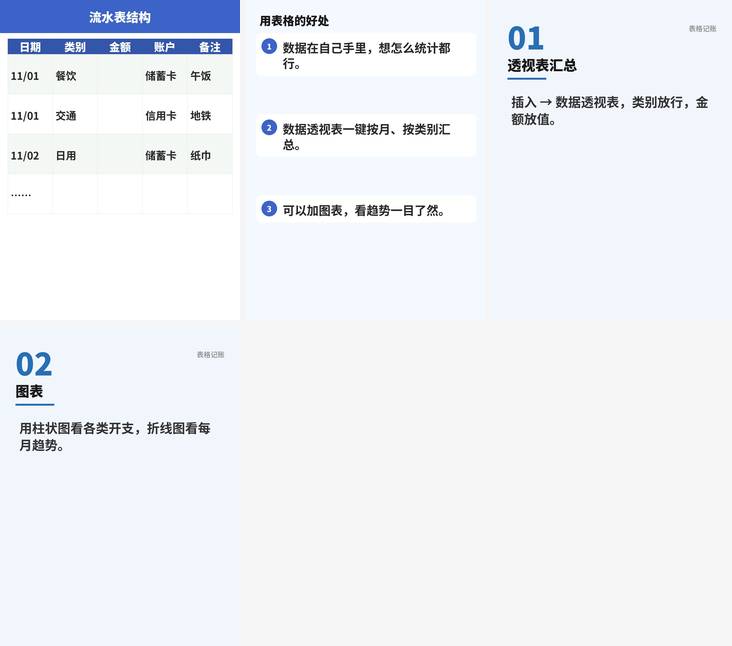 流水表结构
日期 类别 金额 账户 备注
11/01 餐饮 储蓄卡 午饭
11/01 交通 信用卡 地铁
11/02 日用 储蓄卡 纸巾
……
用表格的好处
1 数据在自己手里，想怎么统计都
行。
2 数据透视表一键按月、按类别汇
总。
3 可以加图表，看趋势一目了然。
表格记账
01
透视表汇总
插入 → 数据透视表，类别放行，金
额放值。
表格记账
02
图表
用柱状图看各类开支，折线图看每
月趋势。